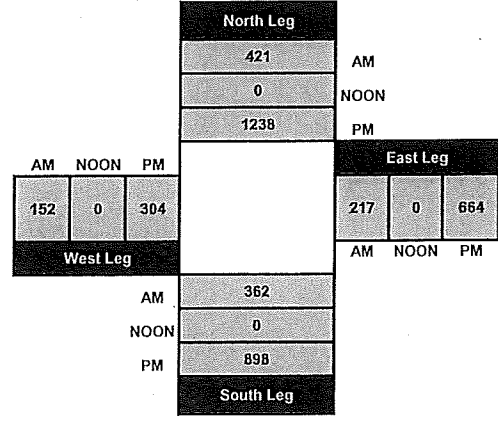 North Leg
421 AM
0 NOON
1238 PM
East Leg
AM NOON PM
152 0 304
217 0 664
West Leg
AM NOON PM
AM 362
NOON 0
PM 898
South Leg